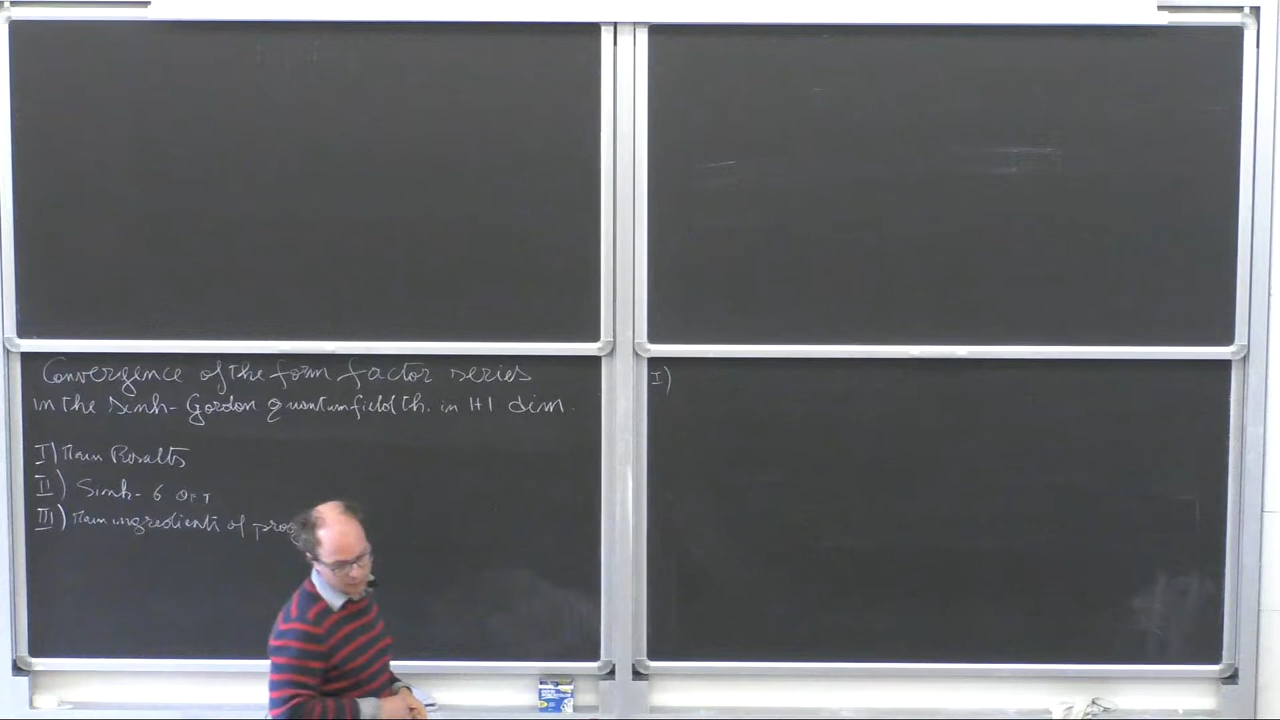 Convergence of the form factor series
in the Sinh-Gordon quantum field th. in 1+1 dim.
I) Main Results
II) Sinh-G QFT
III) Main ingredients of proo
I)